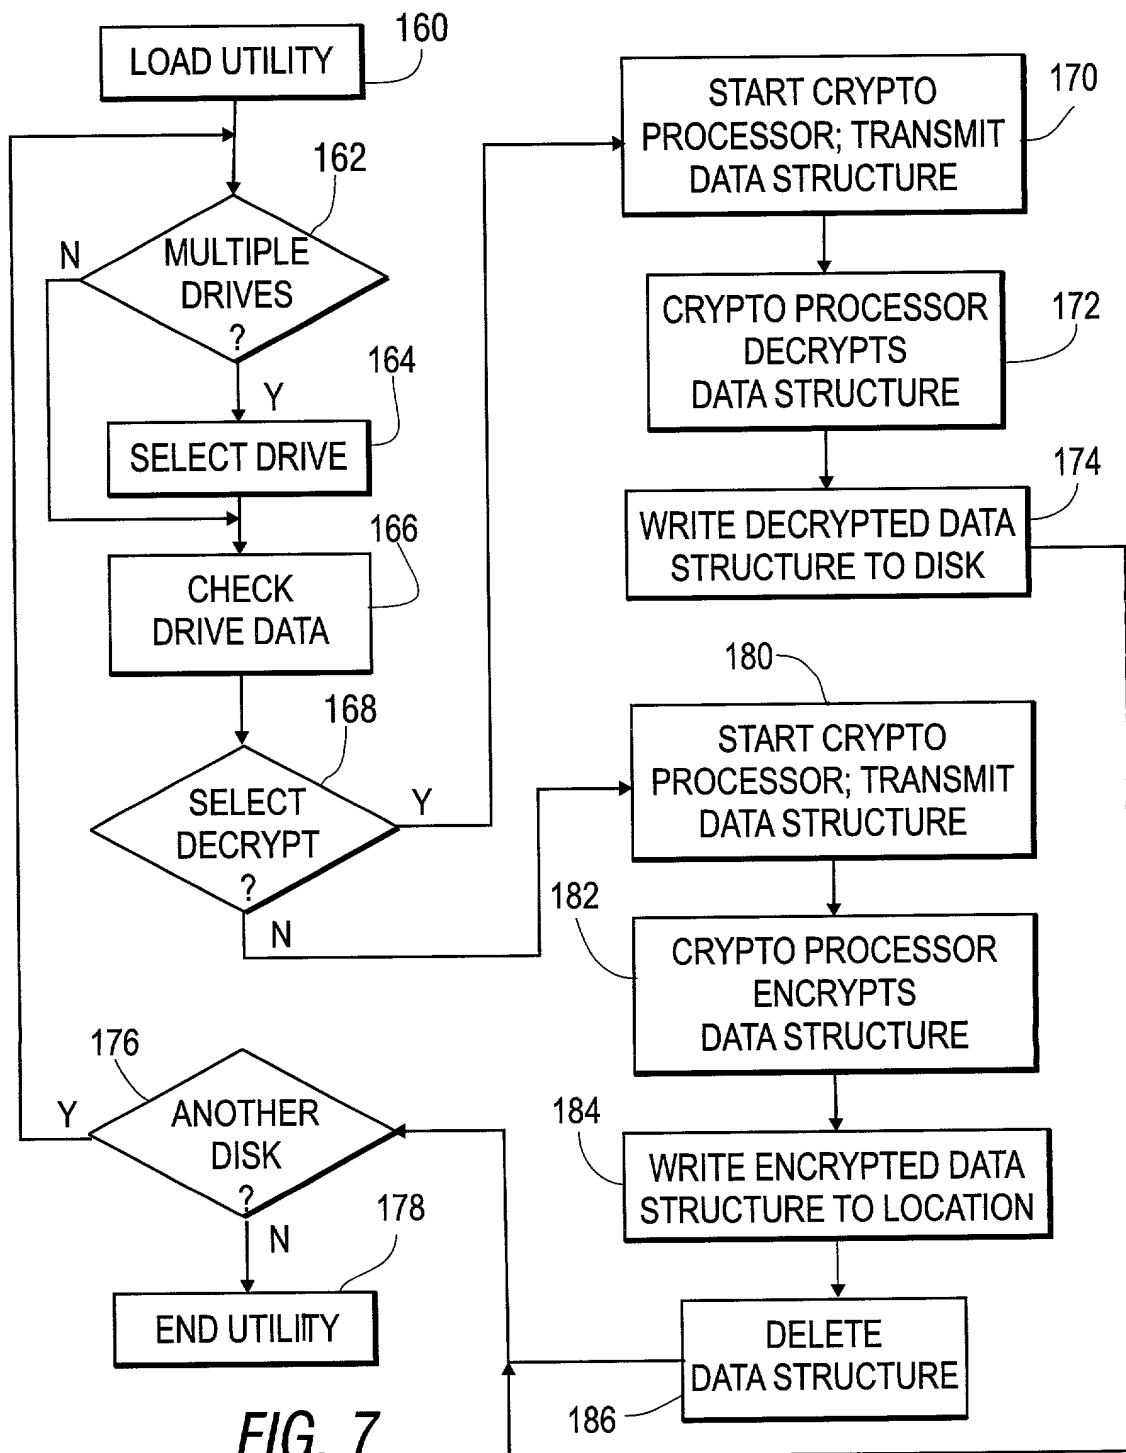 160
LOAD UTILITY
162
N
MULTIPLE
DRIVES
?
Y
164
SELECT DRIVE
166
CHECK
DRIVE DATA
168
SELECT
DECRYPT
?
Y
N
170
START CRYPTO
PROCESSOR; TRANSMIT
DATA STRUCTURE
172
CRYPTO PROCESSOR
DECRYPTS
DATA STRUCTURE
174
WRITE DECRYPTED DATA
STRUCTURE TO DISK
180
START CRYPTO
PROCESSOR; TRANSMIT
DATA STRUCTURE
182
CRYPTO PROCESSOR
ENCRYPTS
DATA STRUCTURE
184
WRITE ENCRYPTED DATA
STRUCTURE TO LOCATION
DELETE
DATA STRUCTURE
186
176
Y
ANOTHER
DISK
?
N
178
END UTILITY
FIG. 7